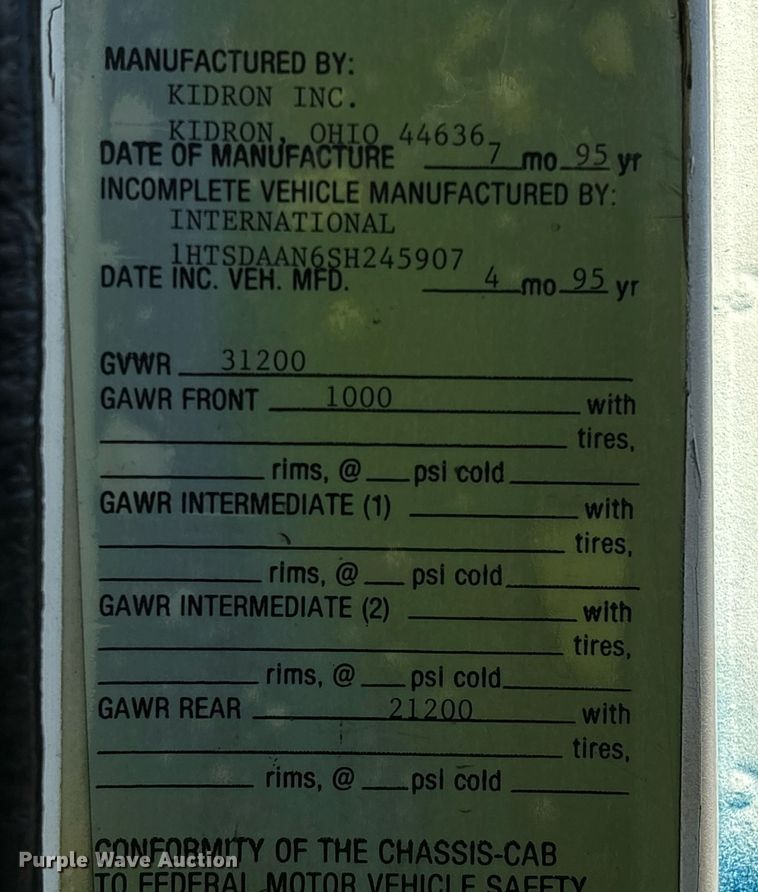 MANUFACTURED BY:
KIDRON INC.
KIDRON, OHIO 44636
DATE OF MANUFACTURE 7 mo 95 yr
INCOMPLETE VEHICLE MANUFACTURED BY:
INTERNATIONAL
1HTSDAAN6SH245907
DATE INC. VEH. MFD. 4 mo 95 yr
GVWR 31200
GAWR FRONT 1000 with
tires,
rims, @ psi cold
GAWR INTERMEDIATE (1) with
tires,
rims, @ psi cold
GAWR INTERMEDIATE (2) with
tires,
rims, @ psi cold
GAWR REAR 21200 with
tires,
rims, @ psi cold
CONFORMITY OF THE CHASSIS-CAB
Purple Wave Auction
TO FEDERAL MOTOR VEHICLE SAFETY